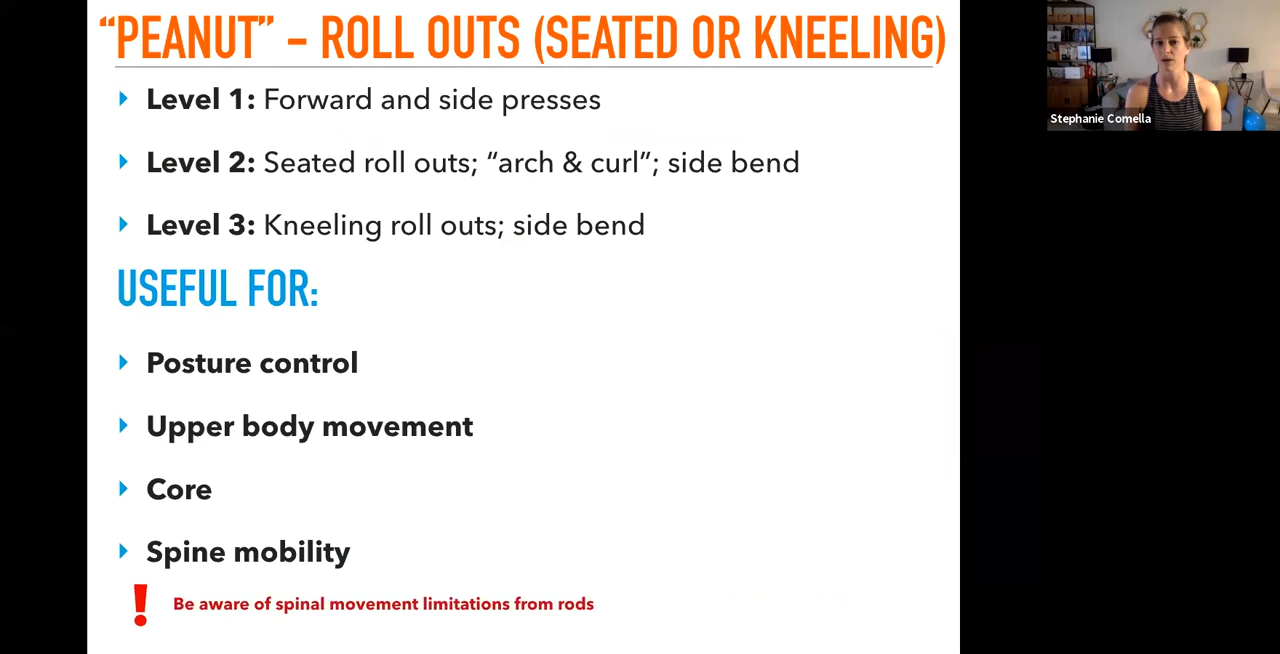 “PEANUT” – ROLL OUTS (SEATED OR KNEELING)
Level 1: Forward and side presses
Level 2: Seated roll outs; “arch & curl”; side bend
Level 3: Kneeling roll outs; side bend
USEFUL FOR:
Posture control
Upper body movement
Core
Spine mobility
! Be aware of spinal movement limitations from rods
Stephanie Comella